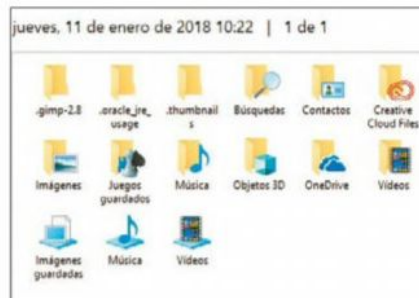 jueves, 11 de enero de 2018 10:22 | 1 de 1
.gimp-2.8
.oracle_jre_
usage
.thumbnail
s
Búsquedas
Contactos
Creative
Cloud Files
Imágenes
Juegos
guardados
Música
Objetos 3D
OneDrive
Vídeos
Imágenes
guardadas
Música
Vídeos